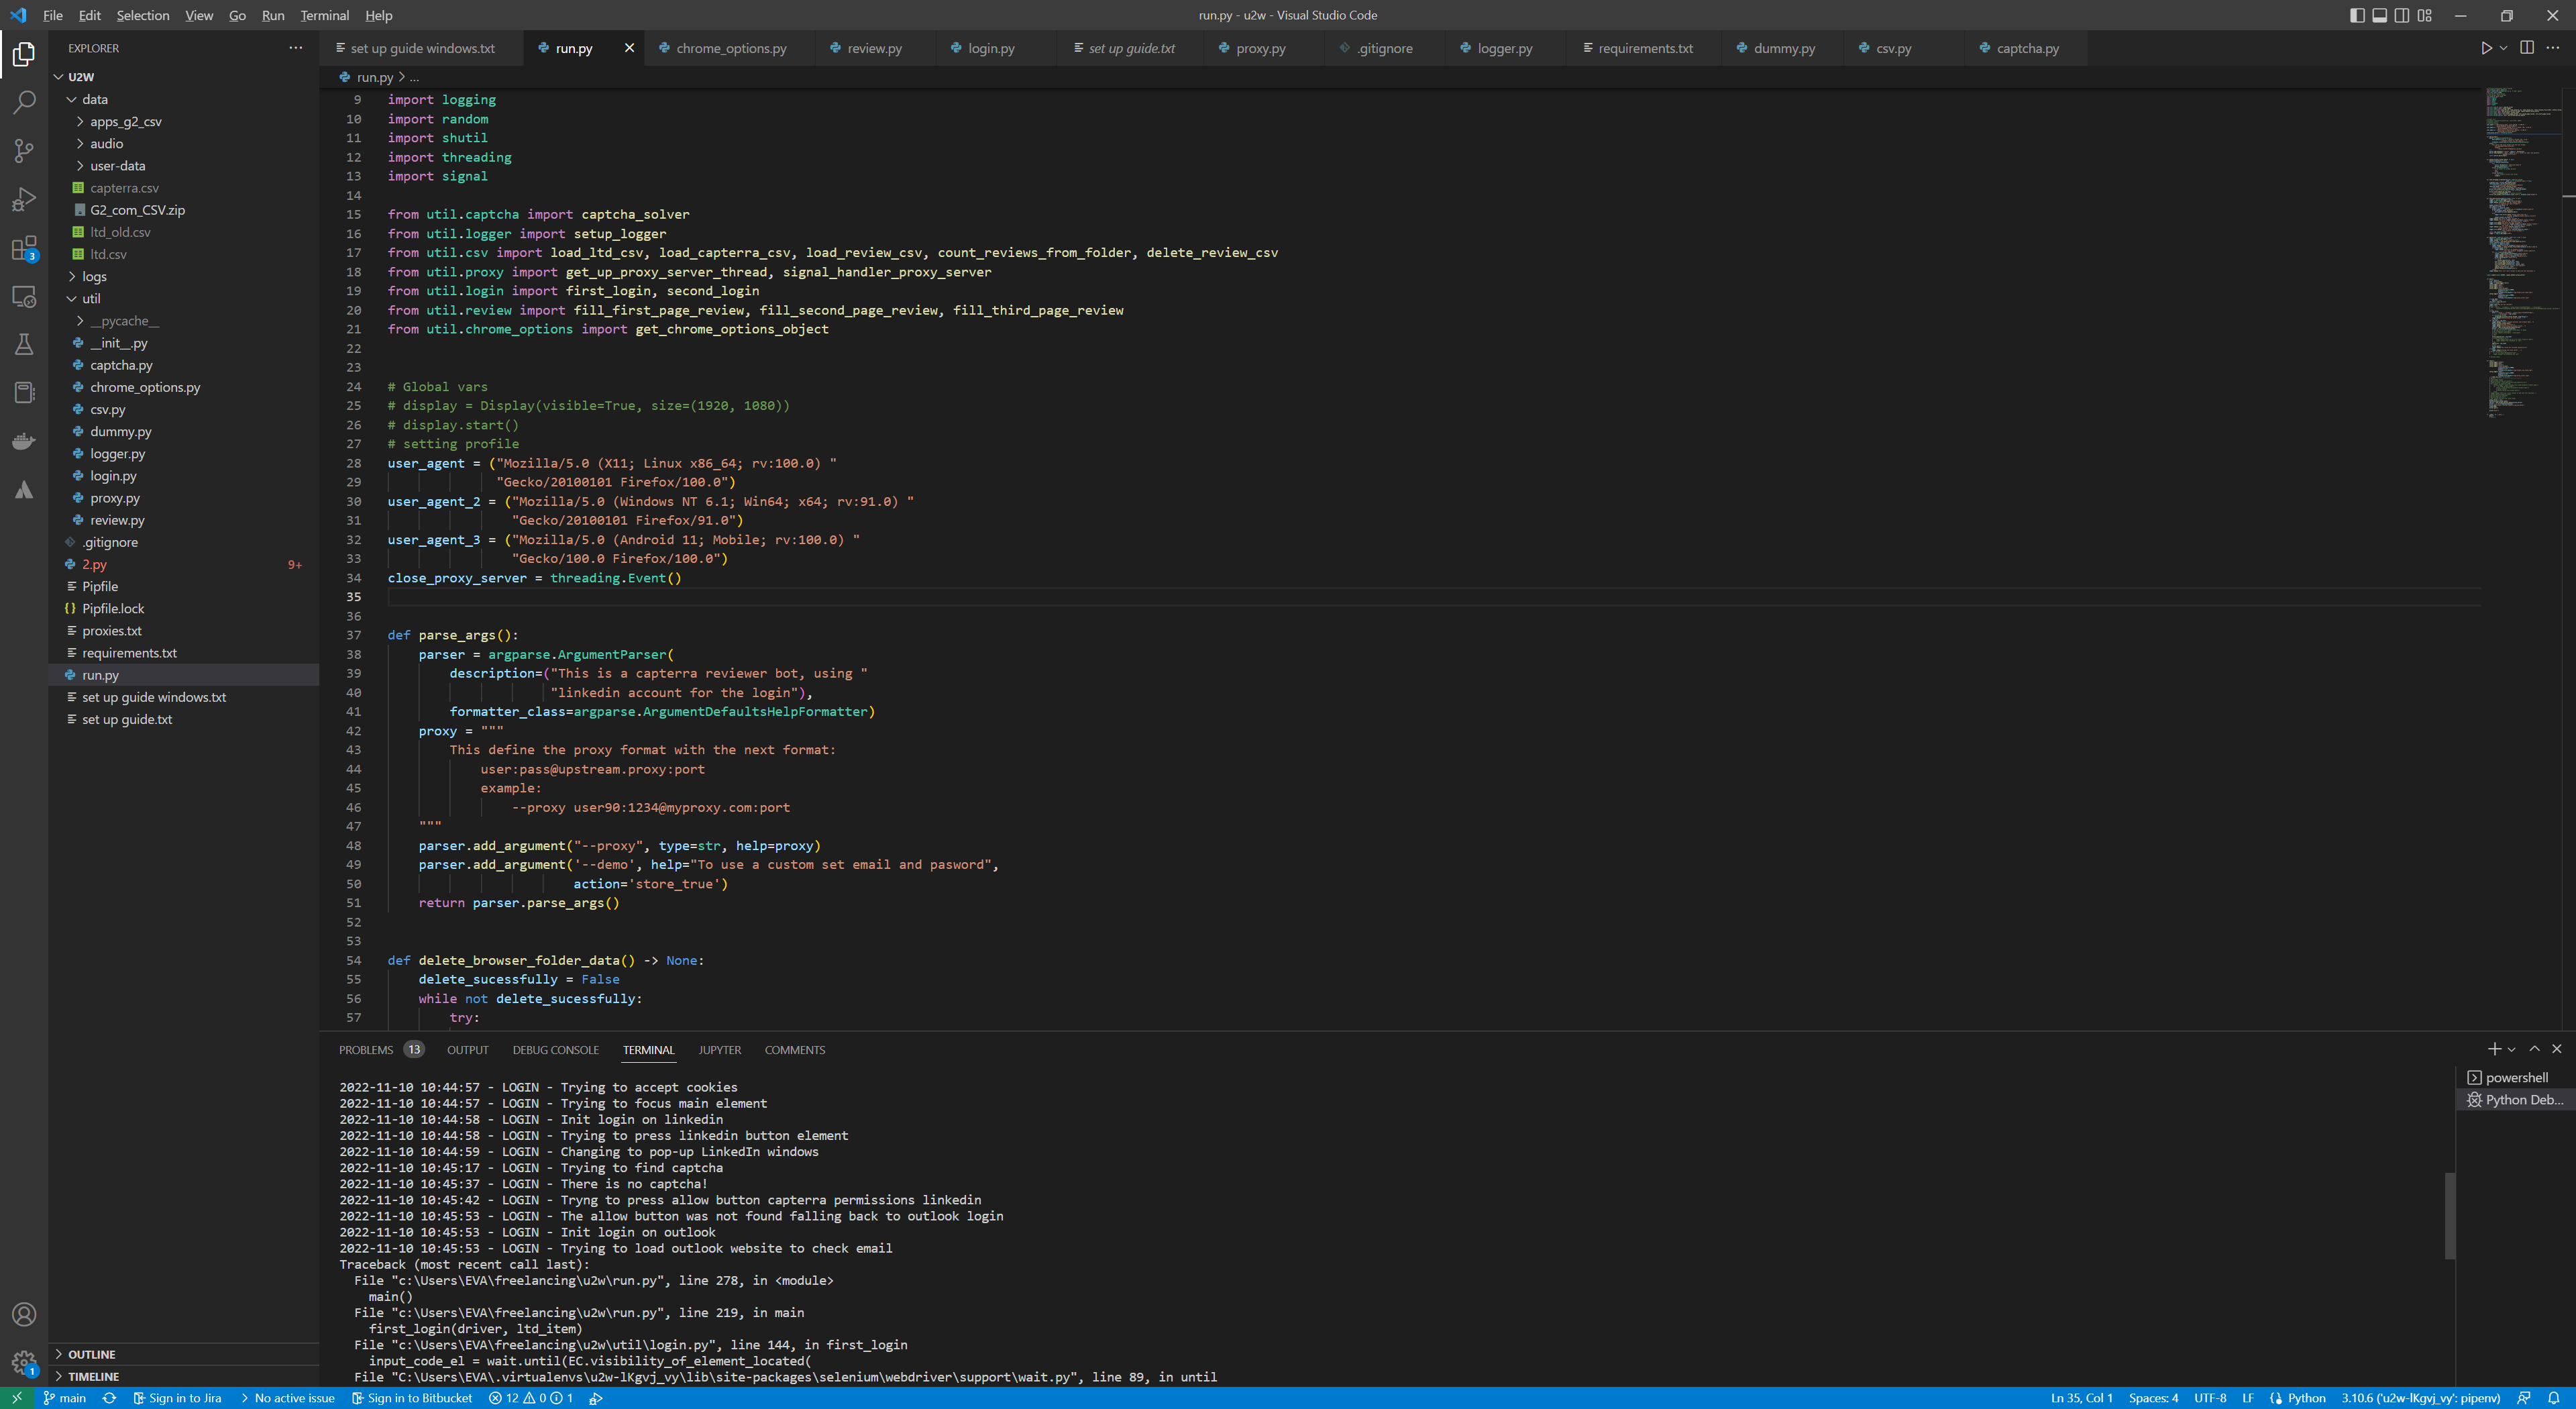 File Edit Selection View Go Run Terminal Help
run.py - u2w - Visual Studio Code
EXPLORER
set up guide windows.txt run.py chrome_options.py review.py login.py set up guide.txt proxy.py .gitignore logger.py requirements.txt dummy.py csv.py captcha.py
run.py > ...
U2W
data
apps_g2_csv
audio
user-data
capterra.csv
G2_com_CSV.zip
ltd_old.csv
ltd.csv
logs
util
__pycache__
__init__.py
captcha.py
chrome_options.py
csv.py
dummy.py
logger.py
login.py
proxy.py
review.py
.gitignore
2.py 9+
Pipfile
Pipfile.lock
proxies.txt
requirements.txt
run.py
set up guide windows.txt
set up guide.txt
OUTLINE
TIMELINE
3
1
9 import logging
10 import random
11 import shutil
12 import threading
13 import signal
14
15 from util.captcha import captcha_solver
16 from util.logger import setup_logger
17 from util.csv import load_ltd_csv, load_capterra_csv, load_review_csv, count_reviews_from_folder, delete_review_csv
18 from util.proxy import get_up_proxy_server_thread, signal_handler_proxy_server
19 from util.login import first_login, second_login
20 from util.review import fill_first_page_review, fill_second_page_review, fill_third_page_review
21 from util.chrome_options import get_chrome_options_object
22
23
24 # Global vars
25 # display = Display(visible=True, size=(1920, 1080))
26 # display.start()
27 # setting profile
28 user_agent = ("Mozilla/5.0 (X11; Linux x86_64; rv:100.0) "
29 "Gecko/20100101 Firefox/100.0")
30 user_agent_2 = ("Mozilla/5.0 (Windows NT 6.1; Win64; x64; rv:91.0) "
31 "Gecko/20100101 Firefox/91.0")
32 user_agent_3 = ("Mozilla/5.0 (Android 11; Mobile; rv:100.0) "
33 "Gecko/100.0 Firefox/100.0")
34 close_proxy_server = threading.Event()
35
36
37 def parse_args():
38 parser = argparse.ArgumentParser(
39 description=("This is a capterra reviewer bot, using "
40 "linkedin account for the login"),
41 formatter_class=argparse.ArgumentDefaultsHelpFormatter)
42 proxy = """
43 This define the proxy format with the next format:
44 user:pass@upstream.proxy:port
45 example:
46 --proxy user90:1234@myproxy.com:port
47 """
48 parser.add_argument("--proxy", type=str, help=proxy)
49 parser.add_argument('--demo', help="To use a custom set email and pasword",
50 action='store_true')
51 return parser.parse_args()
52
53
54 def delete_browser_folder_data() -> None:
55 delete_sucessfully = False
56 while not delete_sucessfully:
57 try:
PROBLEMS 13 OUTPUT DEBUG CONSOLE TERMINAL JUPYTER COMMENTS
powershell
Python Deb...
2022-11-10 10:44:57 - LOGIN - Trying to accept cookies
2022-11-10 10:44:57 - LOGIN - Trying to focus main element
2022-11-10 10:44:58 - LOGIN - Init login on linkedin
2022-11-10 10:44:58 - LOGIN - Trying to press linkedin button element
2022-11-10 10:44:59 - LOGIN - Changing to pop-up LinkedIn windows
2022-11-10 10:45:17 - LOGIN - Trying to find captcha
2022-11-10 10:45:37 - LOGIN - There is no captcha!
2022-11-10 10:45:42 - LOGIN - Tryng to press allow button capterra permissions linkedin
2022-11-10 10:45:53 - LOGIN - The allow button was not found falling back to outlook login
2022-11-10 10:45:53 - LOGIN - Init login on outlook
2022-11-10 10:45:53 - LOGIN - Trying to load outlook website to check email
Traceback (most recent call last):
File "c:\Users\EVA\freelancing\u2w\run.py", line 278, in <module>
main()
File "c:\Users\EVA\freelancing\u2w\run.py", line 219, in main
first_login(driver, ltd_item)
File "c:\Users\EVA\freelancing\u2w\util\login.py", line 144, in first_login
input_code_el = wait.until(EC.visibility_of_element_located(
File "C:\Users\EVA\.virtualenvs\u2w-lKgvj_vy\lib\site-packages\selenium\webdriver\support\wait.py", line 89, in until
main Sign in to Jira No active issue Sign in to Bitbucket 12 0 1
Ln 35, Col 1 Spaces: 4 UTF-8 LF Python 3.10.6 ('u2w-lKgvj_vy': pipenv)